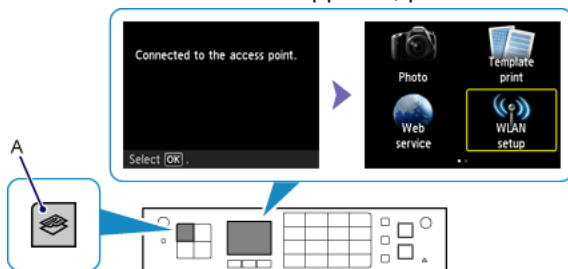 Connected to the access point.
Select OK .
Photo
Template
print
Web
service
WLAN
setup
A